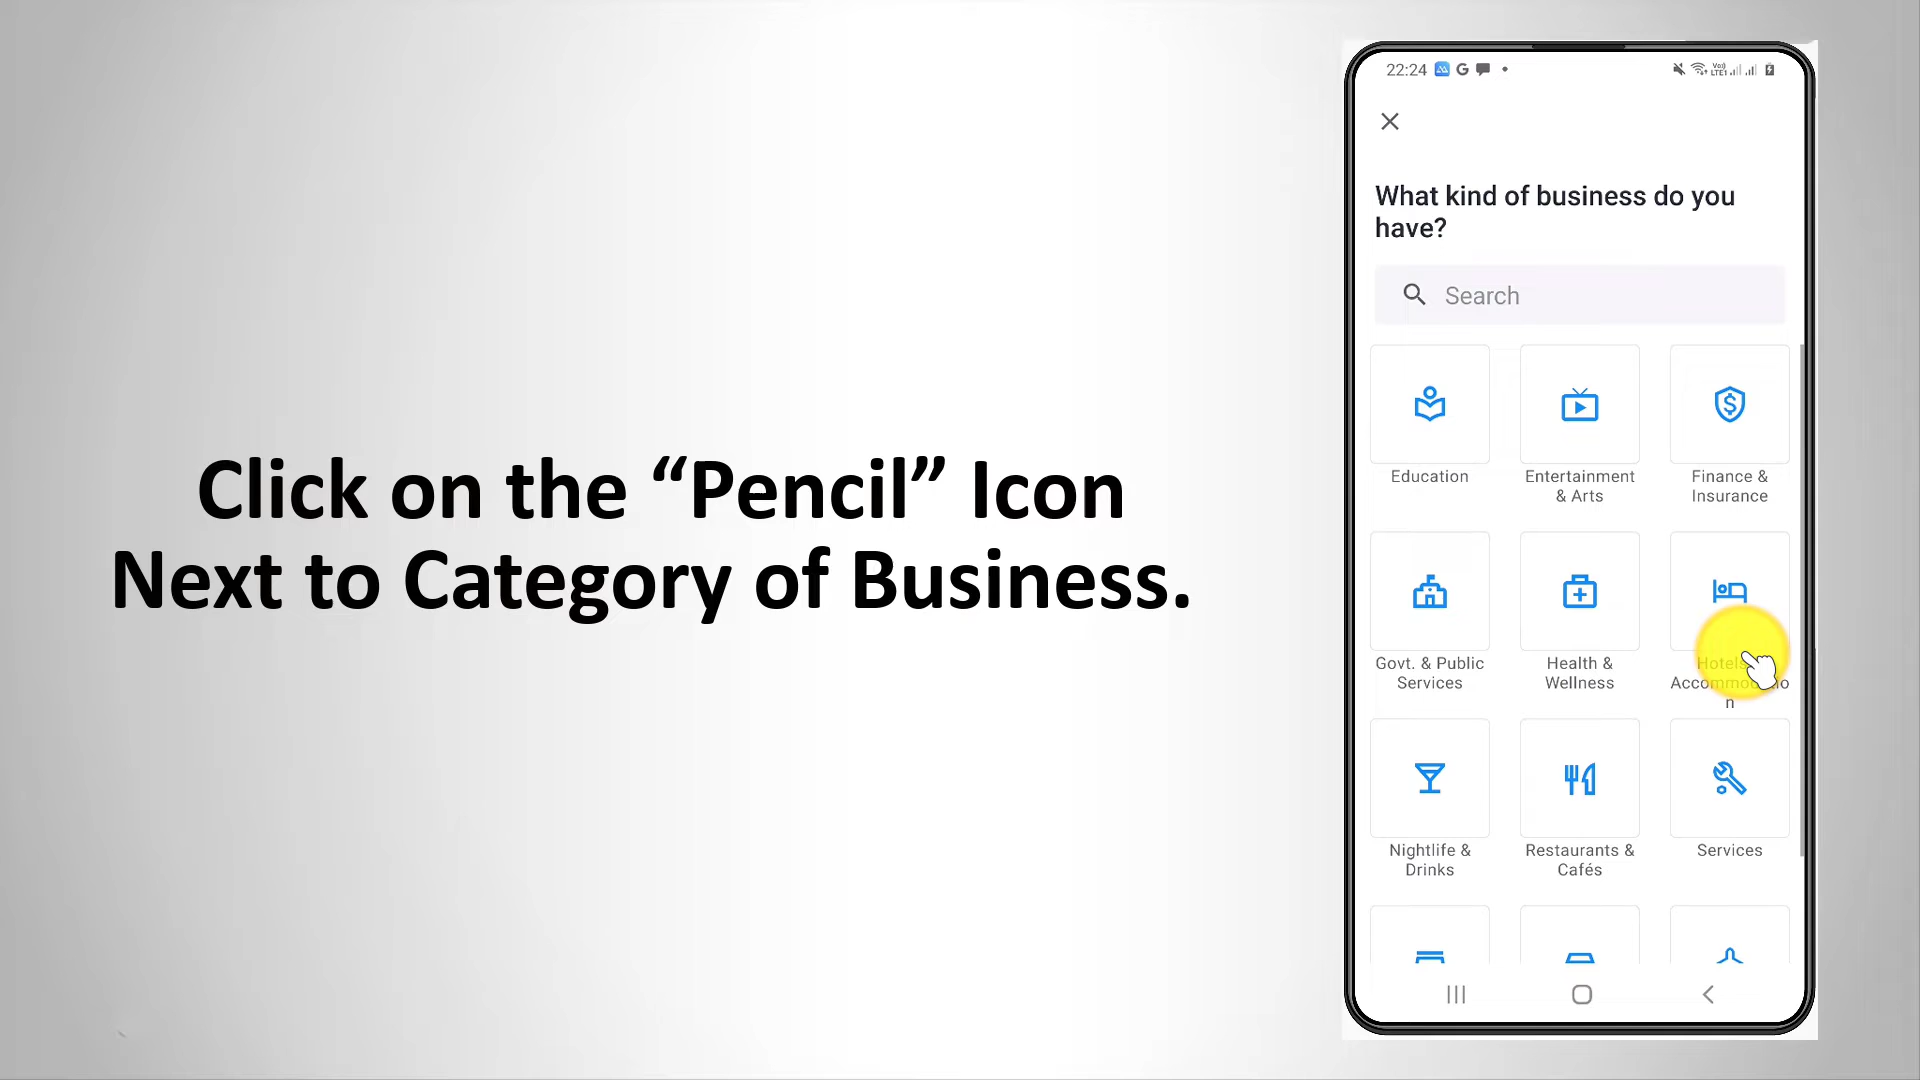 Click on the “Pencil” Icon
Next to Category of Business.
22:24
What kind of business do you
have?
Search
Education
Entertainment
& Arts
Finance &
Insurance
Govt. & Public
Services
Health &
Wellness
Hotels
n
Nightlife &
Drinks
Restaurants &
Cafés
Services